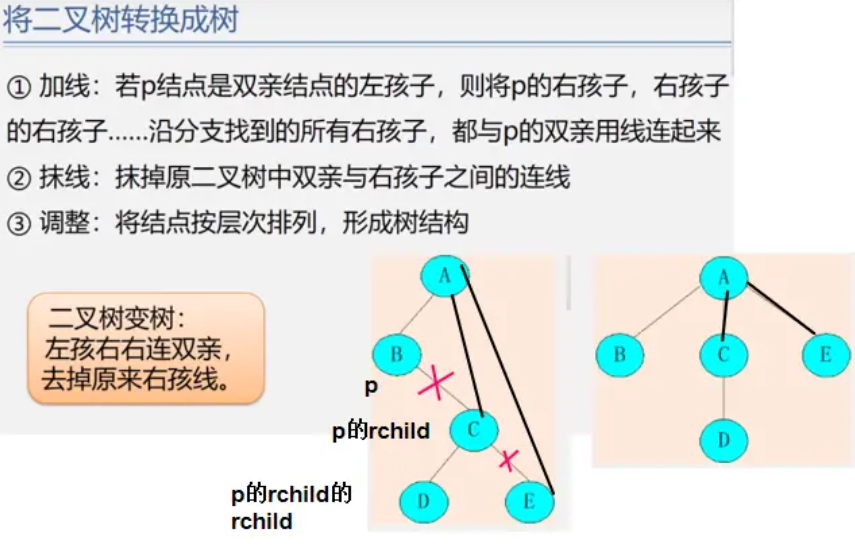 将二叉树转换成树
① 加线：若p结点是双亲结点的左孩子，则将p的右孩子，右孩子
的右孩子……沿分支找到的所有右孩子，都与p的双亲用线连起来
② 抹线：抹掉原二叉树中双亲与右孩子之间的连线
③ 调整：将结点按层次排列，形成树结构
二叉树变树：
左孩右右连双亲，
去掉原来右孩线。
A
B
p
C
p的rchild
D
E
p的rchild的
rchild
A
B
C
E
D